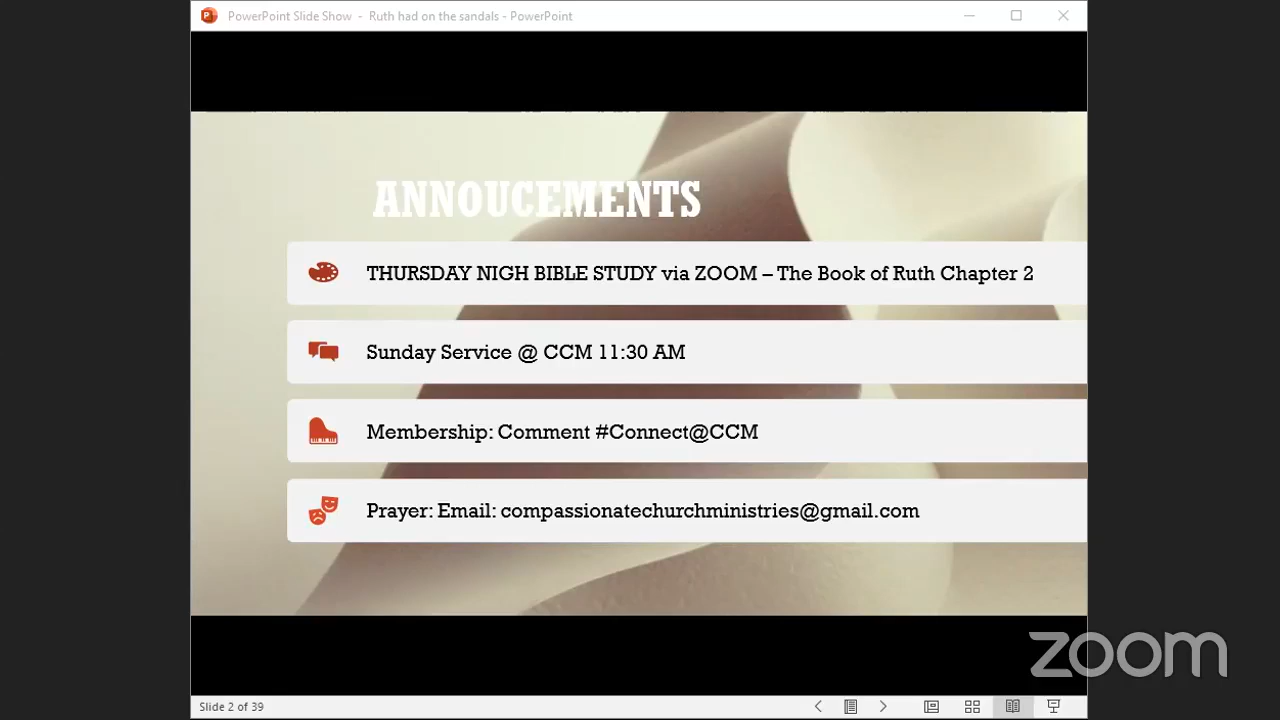 PowerPoint Slide Show - Ruth had on the sandals - PowerPoint
ANNOUCEMENTS
THURSDAY NIGH BIBLE STUDY via ZOOM – The Book of Ruth Chapter 2
Sunday Service @ CCM 11:30 AM
Membership: Comment #Connect@CCM
Prayer: Email: compassionatechurchministries@gmail.com
zoom
Slide 2 of 39